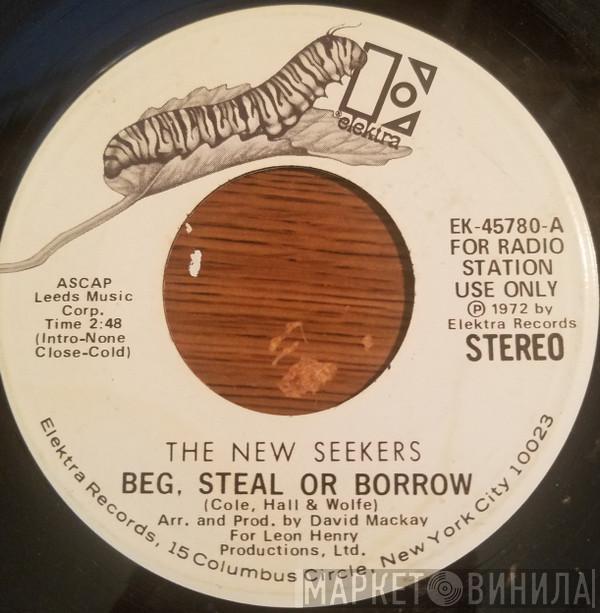 elektra
EK-45780-A
FOR RADIO
STATION
USE ONLY
Ⓟ 1972 by
Elektra Records
STEREO
ASCAP
Leeds Music
Corp.
Time 2:48
(Intro-None
Close-Cold)
THE NEW SEEKERS
BEG, STEAL OR BORROW
(Cole, Hall & Wolfe)
Arr. and Prod. by David Mackay
For Leon Henry
Productions, Ltd.
Elektra Records, 15 Columbus Circle, New York City 10023
МАРКЕТ ВИНИЛА